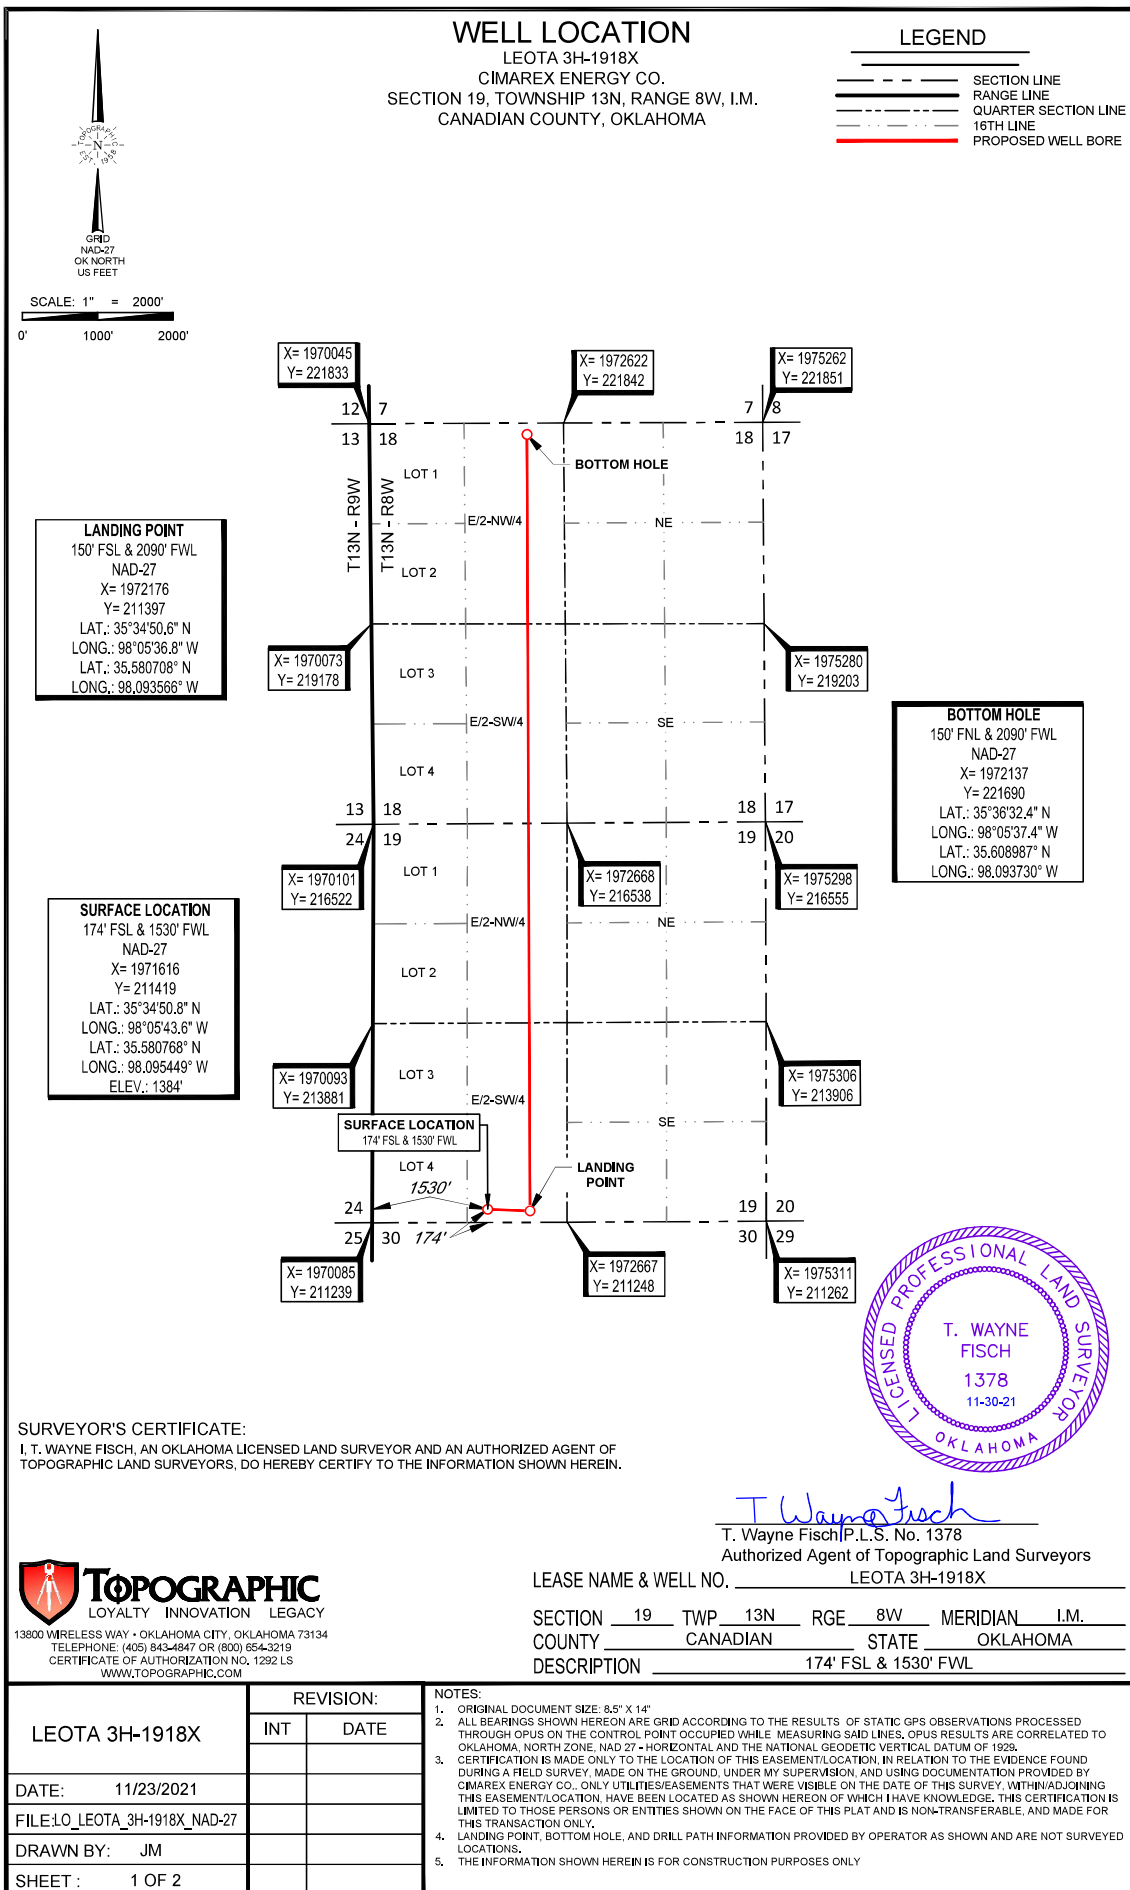 WELL LOCATION
LEOTA 3H-1918X
CIMAREX ENERGY CO.
SECTION 19, TOWNSHIP 13N, RANGE 8W, I.M.
CANADIAN COUNTY, OKLAHOMA
LEGEND
SECTION LINE
RANGE LINE
QUARTER SECTION LINE
16TH LINE
PROPOSED WELL BORE
TOPOGRAPHIC
N
EST. 1958
GRID
NAD-27
OK NORTH
US FEET
SCALE: 1" = 2000'
0' 1000' 2000'
X= 1970045
Y= 221833
X= 1972622
Y= 221842
X= 1975262
Y= 221851
12 7
13 18
7 8
18 17
BOTTOM HOLE
LOT 1
T13N - R9W
T13N - R8W
E/2-NW/4
NE
LOT 2
LANDING POINT
150' FSL & 2090' FWL
NAD-27
X= 1972176
Y= 211397
LAT.: 35°34'50.6" N
LONG.: 98°05'36.8" W
LAT.: 35.580708° N
LONG.: 98.093566° W
X= 1970073
Y= 219178
LOT 3
X= 1975280
Y= 219203
E/2-SW/4
SE
LOT 4
BOTTOM HOLE
150' FNL & 2090' FWL
NAD-27
X= 1972137
Y= 221690
LAT.: 35°36'32.4" N
LONG.: 98°05'37.4" W
LAT.: 35.608987° N
LONG.: 98.093730° W
13 18
24 19
18 17
19 20
X= 1970101
Y= 216522
LOT 1
X= 1972668
Y= 216538
X= 1975298
Y= 216555
E/2-NW/4
NE
LOT 2
SURFACE LOCATION
174' FSL & 1530' FWL
NAD-27
X= 1971616
Y= 211419
LAT.: 35°34'50.8" N
LONG.: 98°05'43.6" W
LAT.: 35.580768° N
LONG.: 98.095449° W
ELEV.: 1384'
X= 1970093
Y= 213881
LOT 3
X= 1975306
Y= 213906
E/2-SW/4
SE
SURFACE LOCATION
174' FSL & 1530' FWL
LOT 4
1530'
LANDING
POINT
24
25 30
174'
19 20
30 29
X= 1970085
Y= 211239
X= 1972667
Y= 211248
X= 1975311
Y= 211262
LICENSED PROFESSIONAL LAND SURVEYOR
T. WAYNE
FISCH
1378
11-30-21
OKLAHOMA
SURVEYOR'S CERTIFICATE:
I, T. WAYNE FISCH, AN OKLAHOMA LICENSED LAND SURVEYOR AND AN AUTHORIZED AGENT OF
TOPOGRAPHIC LAND SURVEYORS, DO HEREBY CERTIFY TO THE INFORMATION SHOWN HEREIN.
T Wayne Fisch
T. Wayne Fisch P.L.S. No. 1378
Authorized Agent of Topographic Land Surveyors
TOPOGRAPHIC
LOYALTY INNOVATION LEGACY
13800 WIRELESS WAY • OKLAHOMA CITY, OKLAHOMA 73134
TELEPHONE: (405) 843-4847 OR (800) 654-3219
CERTIFICATE OF AUTHORIZATION NO. 1292 LS
WWW.TOPOGRAPHIC.COM
LEASE NAME & WELL NO. LEOTA 3H-1918X
SECTION 19 TWP 13N RGE 8W MERIDIAN I.M.
COUNTY CANADIAN STATE OKLAHOMA
DESCRIPTION 174' FSL & 1530' FWL
LEOTA 3H-1918X
REVISION:
INT DATE
DATE: 11/23/2021
FILE:LO_LEOTA_3H-1918X_NAD-27
DRAWN BY: JM
SHEET : 1 OF 2
NOTES:
1. ORIGINAL DOCUMENT SIZE: 8.5" X 14"
2. ALL BEARINGS SHOWN HEREON ARE GRID ACCORDING TO THE RESULTS OF STATIC GPS OBSERVATIONS PROCESSED
THROUGH OPUS ON THE CONTROL POINT OCCUPIED WHILE MEASURING SAID LINES. OPUS RESULTS ARE CORRELATED TO
OKLAHOMA, NORTH ZONE, NAD 27 - HORIZONTAL AND THE NATIONAL GEODETIC VERTICAL DATUM OF 1929.
3. CERTIFICATION IS MADE ONLY TO THE LOCATION OF THIS EASEMENT/LOCATION, IN RELATION TO THE EVIDENCE FOUND
DURING A FIELD SURVEY, MADE ON THE GROUND, UNDER MY SUPERVISION, AND USING DOCUMENTATION PROVIDED BY
CIMAREX ENERGY CO.. ONLY UTILITIES/EASEMENTS THAT WERE VISIBLE ON THE DATE OF THIS SURVEY, WITHIN/ADJOINING
THIS EASEMENT/LOCATION, HAVE BEEN LOCATED AS SHOWN HEREON OF WHICH I HAVE KNOWLEDGE. THIS CERTIFICATION IS
LIMITED TO THOSE PERSONS OR ENTITIES SHOWN ON THE FACE OF THIS PLAT AND IS NON-TRANSFERABLE, AND MADE FOR
THIS TRANSACTION ONLY.
4. LANDING POINT, BOTTOM HOLE, AND DRILL PATH INFORMATION PROVIDED BY OPERATOR AS SHOWN AND ARE NOT SURVEYED
LOCATIONS.
5. THE INFORMATION SHOWN HEREIN IS FOR CONSTRUCTION PURPOSES ONLY